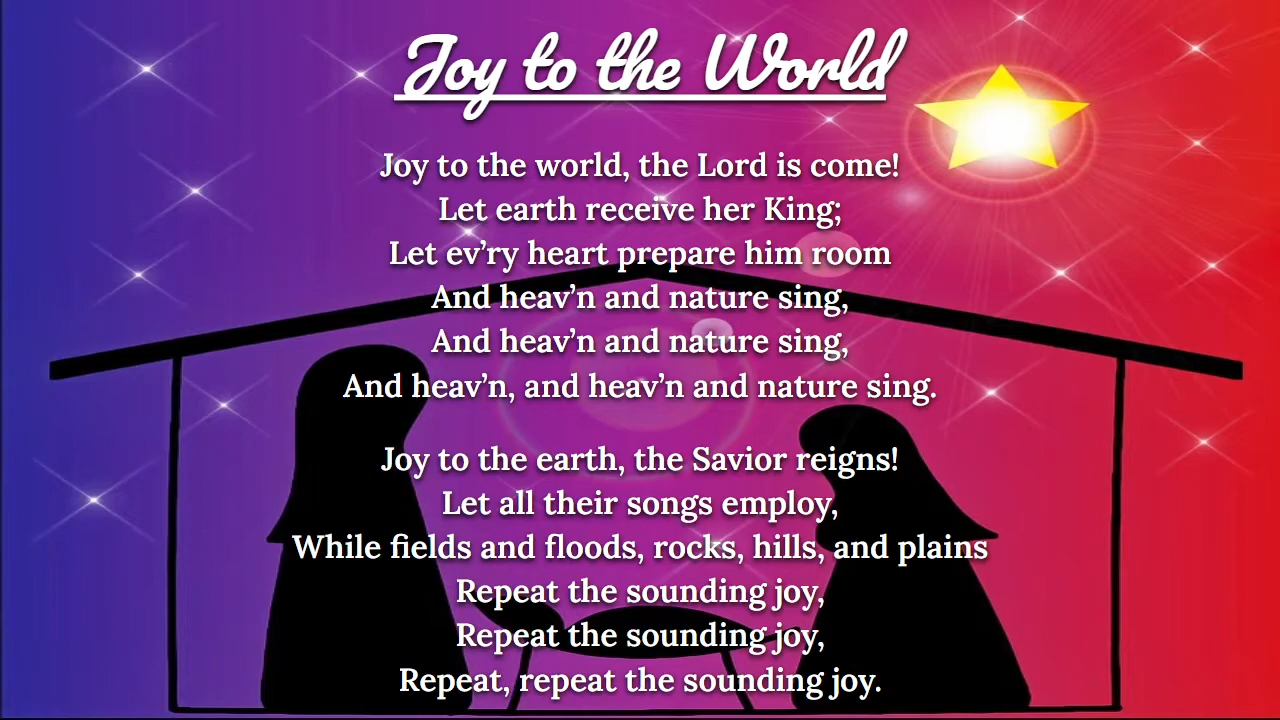 Joy to the World
Joy to the world, the Lord is come!
Let earth receive her King;
Let ev’ry heart prepare him room
And heav’n and nature sing,
And heav’n and nature sing,
And heav’n, and heav’n and nature sing.
Joy to the earth, the Savior reigns!
Let all their songs employ,
While fields and floods, rocks, hills, and plains
Repeat the sounding joy,
Repeat the sounding joy,
Repeat, repeat the sounding joy.